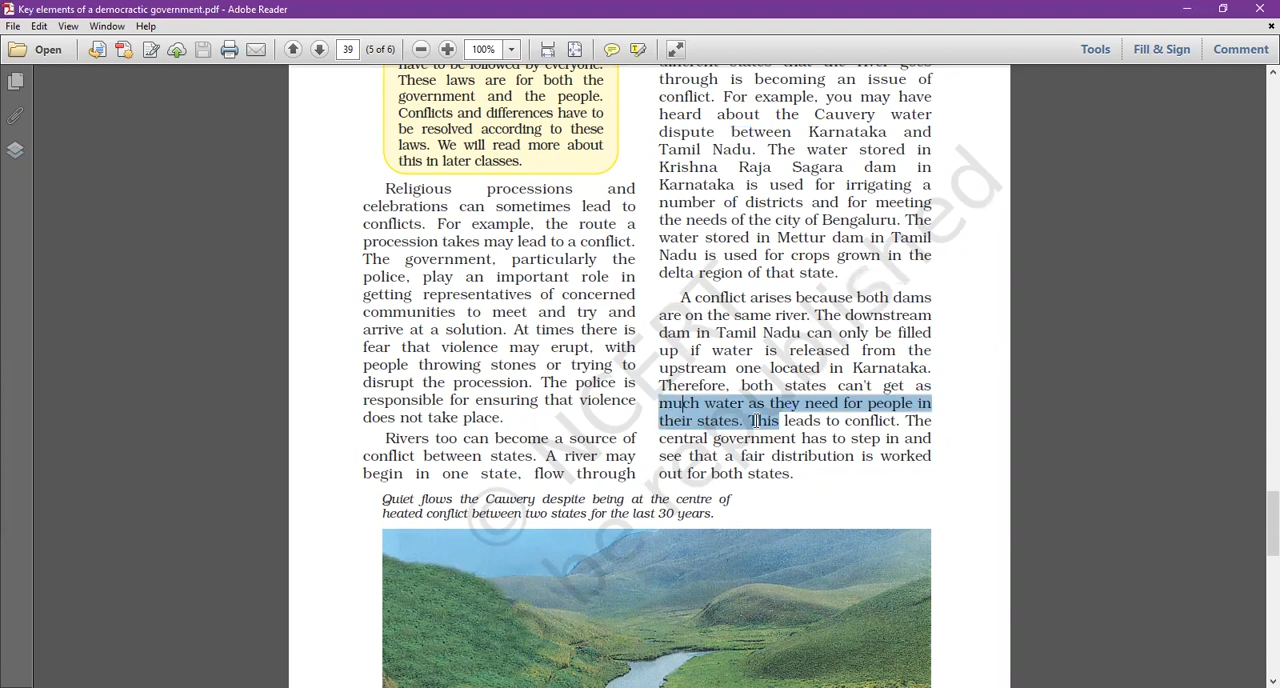 Key elements of a democractic government.pdf - Adobe Reader
File Edit View Window Help
Open 39 (5 of 6) 100% Tools Fill & Sign Comment
have to be followed by everyone.
These laws are for both the
government and the people.
Conflicts and differences have to
be resolved according to these
laws. We will read more about
this in later classes.
Religious processions and
celebrations can sometimes lead to
conflicts. For example, the route a
procession takes may lead to a conflict.
The government, particularly the
police, play an important role in
getting representatives of concerned
communities to meet and try and
arrive at a solution. At times there is
fear that violence may erupt, with
people throwing stones or trying to
disrupt the procession. The police is
responsible for ensuring that violence
does not take place.
Rivers too can become a source of
conflict between states. A river may
begin in one state, flow through
different states that the river goes
through is becoming an issue of
conflict. For example, you may have
heard about the Cauvery water
dispute between Karnataka and
Tamil Nadu. The water stored in
Krishna Raja Sagara dam in
Karnataka is used for irrigating a
number of districts and for meeting
the needs of the city of Bengaluru. The
water stored in Mettur dam in Tamil
Nadu is used for crops grown in the
delta region of that state.
A conflict arises because both dams
are on the same river. The downstream
dam in Tamil Nadu can only be filled
up if water is released from the
upstream one located in Karnataka.
Therefore, both states can't get as
much water as they need for people in
their states. This leads to conflict. The
central government has to step in and
see that a fair distribution is worked
out for both states.
Quiet flows the Cauvery despite being at the centre of
heated conflict between two states for the last 30 years.
© NCERT
be republished